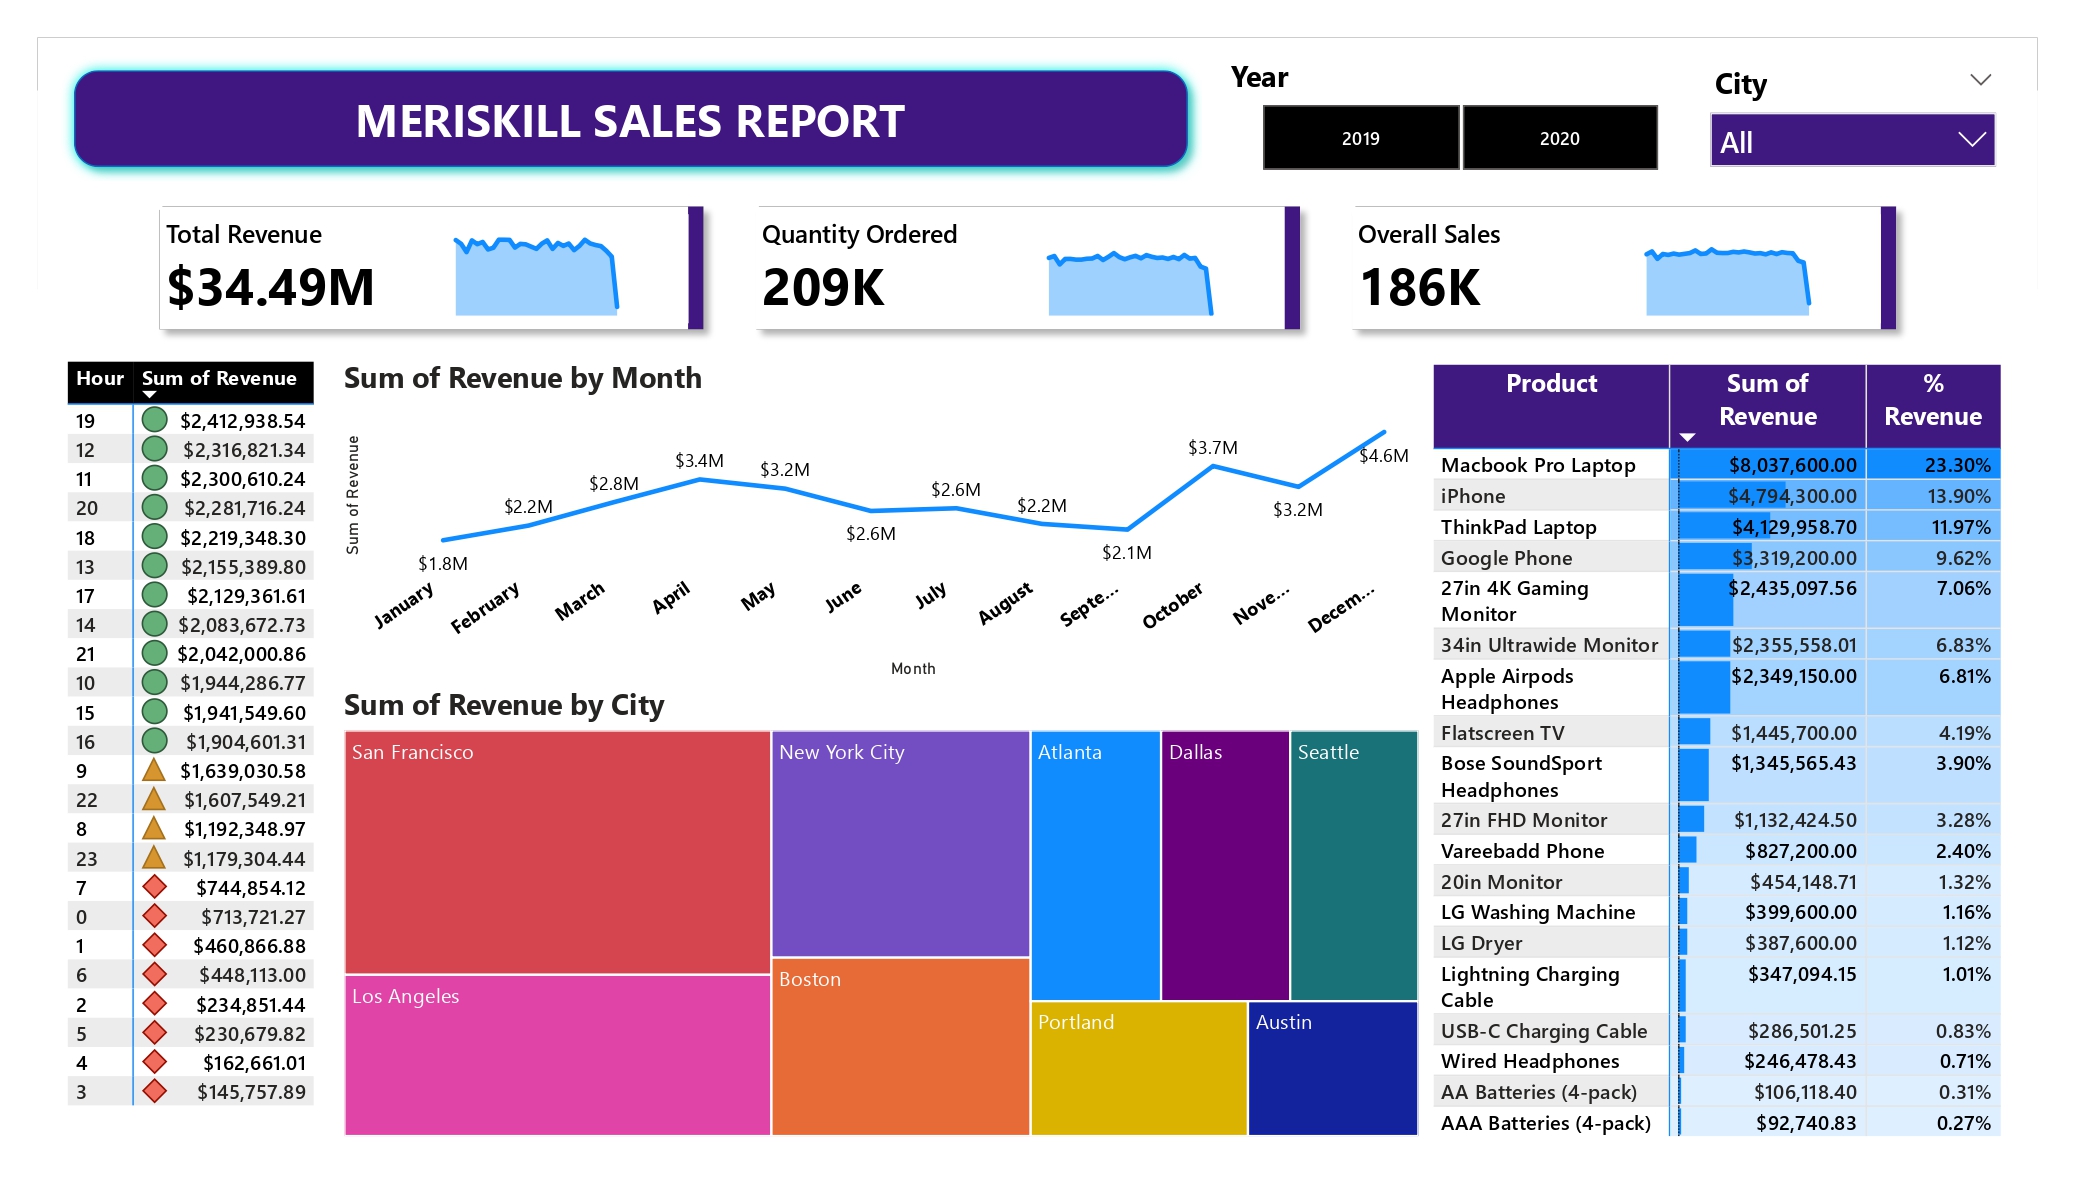 MERISKILL SALES REPORT
Year
2019
2020
City
All
Total Revenue
$34.49M
Quantity Ordered
209K
Overall Sales
186K
Hour Sum of Revenue
19 $2,412,938.54
12 $2,316,821.34
11 $2,300,610.24
20 $2,281,716.24
18 $2,219,348.30
13 $2,155,389.80
17 $2,129,361.61
14 $2,083,672.73
21 $2,042,000.86
10 $1,944,286.77
15 $1,941,549.60
16 $1,904,601.31
9 $1,639,030.58
22 $1,607,549.21
8 $1,192,348.97
23 $1,179,304.44
7 $744,854.12
0 $713,721.27
1 $460,866.88
6 $448,113.00
2 $234,851.44
5 $230,679.82
4 $162,661.01
3 $145,757.89
Sum of Revenue by Month
Sum of Revenue
$1.8M
$2.2M
$2.8M
$3.4M
$3.2M
$2.6M
$2.6M
$2.2M
$2.1M
$3.7M
$3.2M
$4.6M
January
February
March
April
May
June
July
August
Septe...
October
Nove...
Decem...
Month
Sum of Revenue by City
San Francisco
Los Angeles
New York City
Boston
Atlanta
Dallas
Seattle
Portland
Austin
Product Sum of %
Revenue Revenue
Macbook Pro Laptop $8,037,600.00 23.30%
iPhone $4,794,300.00 13.90%
ThinkPad Laptop $4,129,958.70 11.97%
Google Phone $3,319,200.00 9.62%
27in 4K Gaming $2,435,097.56 7.06%
Monitor
34in Ultrawide Monitor $2,355,558.01 6.83%
Apple Airpods $2,349,150.00 6.81%
Headphones
Flatscreen TV $1,445,700.00 4.19%
Bose SoundSport $1,345,565.43 3.90%
Headphones
27in FHD Monitor $1,132,424.50 3.28%
Vareebadd Phone $827,200.00 2.40%
20in Monitor $454,148.71 1.32%
LG Washing Machine $399,600.00 1.16%
LG Dryer $387,600.00 1.12%
Lightning Charging $347,094.15 1.01%
Cable
USB-C Charging Cable $286,501.25 0.83%
Wired Headphones $246,478.43 0.71%
AA Batteries (4-pack) $106,118.40 0.31%
AAA Batteries (4-pack) $92,740.83 0.27%